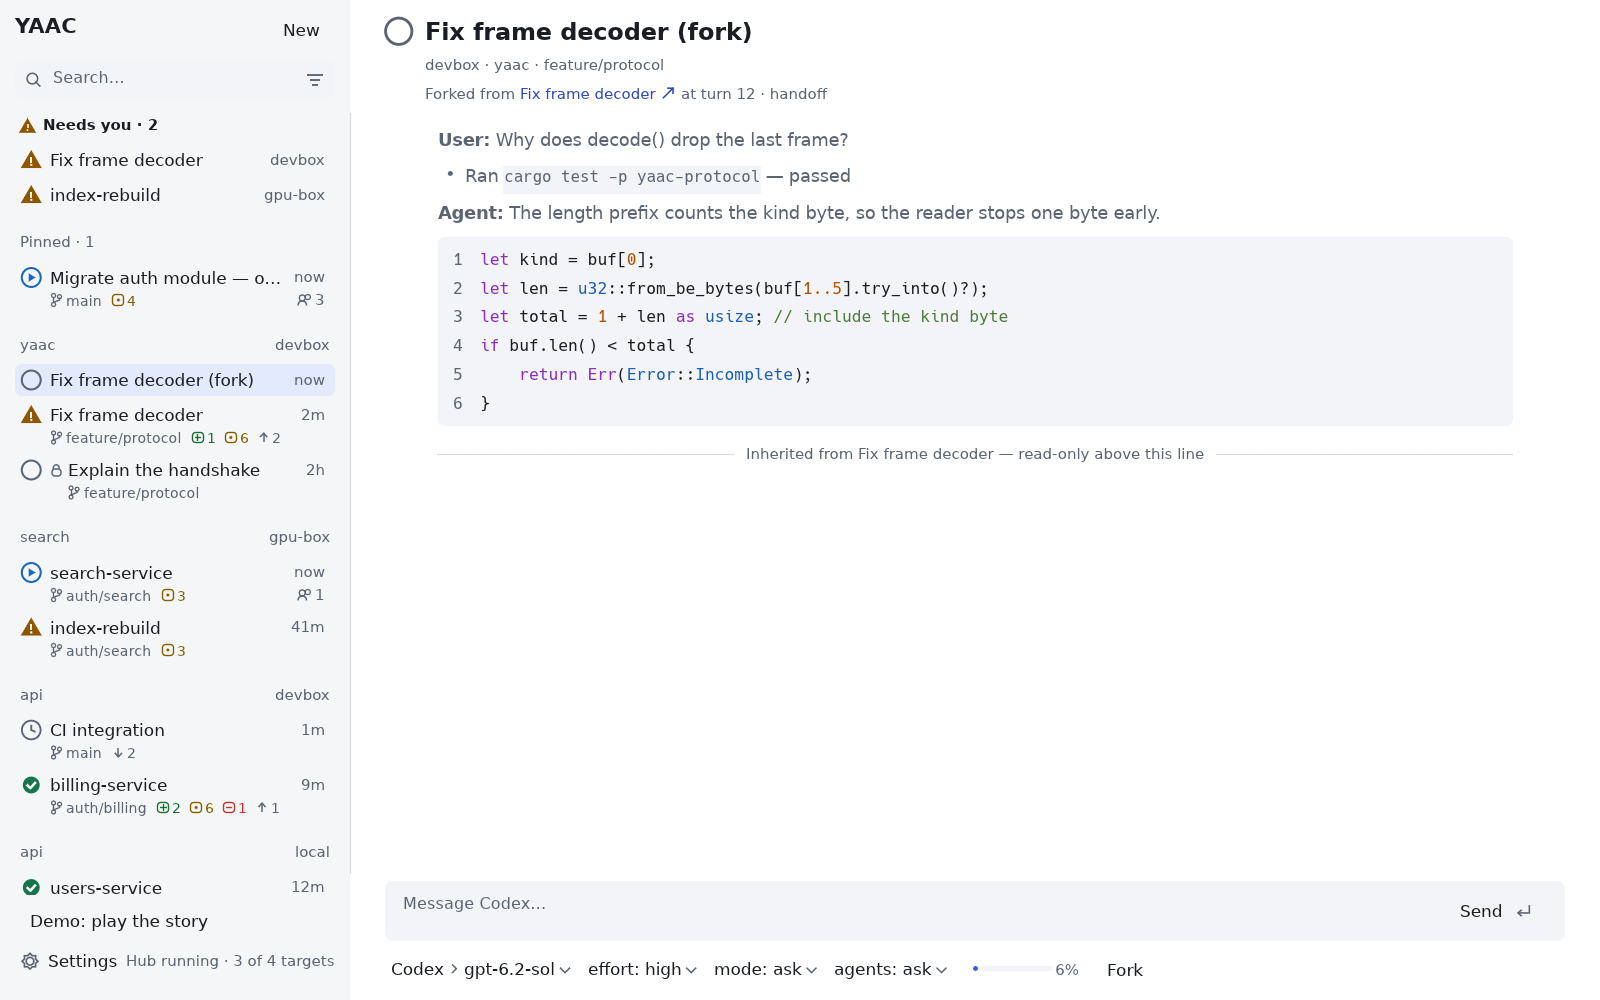 YAAC
New
Search...
Needs you · 2
Fix frame decoder devbox
index-rebuild gpu-box
Pinned · 1
Migrate auth module — o… now
main 4 3
yaac devbox
Fix frame decoder (fork) now
Fix frame decoder 2m
feature/protocol 1 6 2
Explain the handshake 2h
feature/protocol
search gpu-box
search-service now
auth/search 3 1
index-rebuild 41m
auth/search 3
api devbox
CI integration 1m
main 2
billing-service 9m
auth/billing 2 6 1 1
api local
users-service 12m
Demo: play the story
Settings Hub running · 3 of 4 targets
Fix frame decoder (fork)
devbox · yaac · feature/protocol
Forked from Fix frame decoder at turn 12 · handoff
User: Why does decode() drop the last frame?
• Ran cargo test -p yaac-protocol — passed
Agent: The length prefix counts the kind byte, so the reader stops one byte early.
1 let kind = buf[0];
2 let len = u32::from_be_bytes(buf[1..5].try_into()?);
3 let total = 1 + len as usize; // include the kind byte
4 if buf.len() < total {
5 return Err(Error::Incomplete);
6 }
Inherited from Fix frame decoder — read-only above this line
Message Codex...
Send
Codex gpt-6.2-sol effort: high mode: ask agents: ask 6% Fork